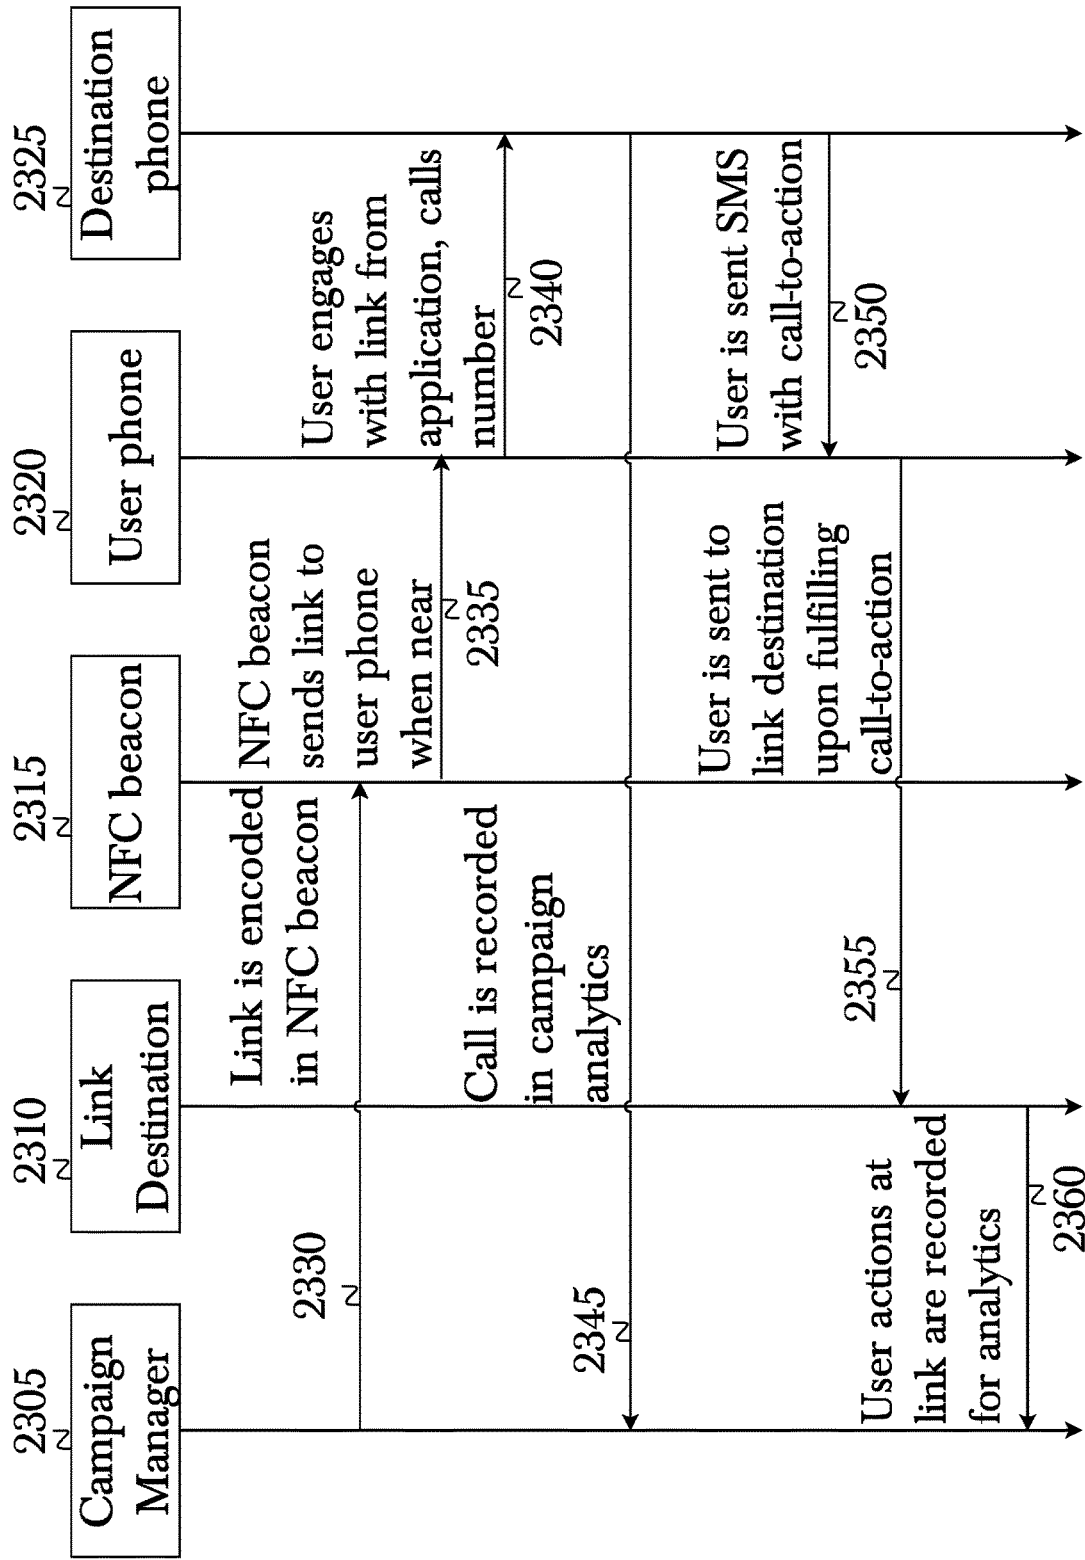 2305
Campaign
Manager
2310
Link
Destination
2315
NFC beacon
2320
User phone
2325
Destination
phone
Link is encoded
in NFC beacon
2330
NFC beacon
sends link to
user phone
when near
2335
User engages
with link from
application, calls
number
2340
Call is recorded
in campaign
analytics
2345
User is sent SMS
with call-to-action
2350
User is sent to
link destination
upon fulfilling
call-to-action
2355
User actions at
link are recorded
for analytics
2360